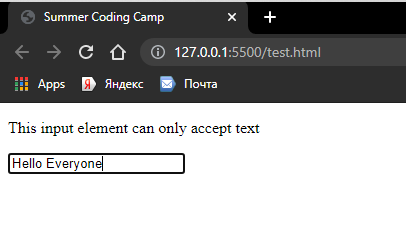 Summer Coding Camp
127.0.0.1:5500/test.html
Apps Яндекс Почта
This input element can only accept text
Hello Everyone